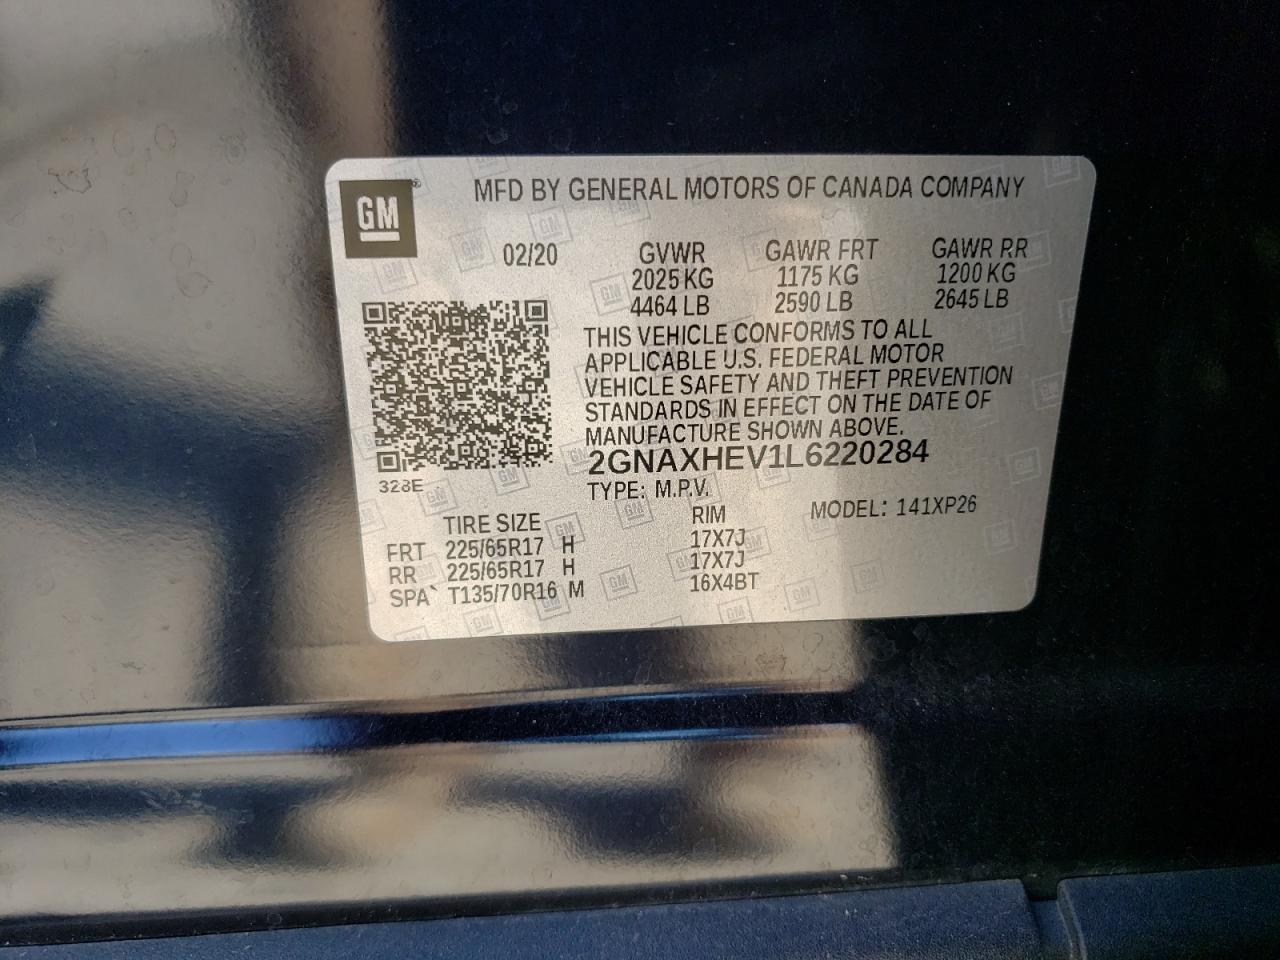 GM®
MFD BY GENERAL MOTORS OF CANADA COMPANY
02/20 GVWR GAWR FRT GAWR RR
2025 KG 1175 KG 1200 KG
4464 LB 2590 LB 2645 LB
THIS VEHICLE CONFORMS TO ALL
APPLICABLE U.S. FEDERAL MOTOR
VEHICLE SAFETY AND THEFT PREVENTION
STANDARDS IN EFFECT ON THE DATE OF
MANUFACTURE SHOWN ABOVE.
2GNAXHEV1L6220284
328E
TYPE: M.P.V.
MODEL: 141XP26
TIRE SIZE RIM
FRT 225/65R17 H 17X7J
RR 225/65R17 H 17X7J
SPA` T135/70R16 M 16X4BT